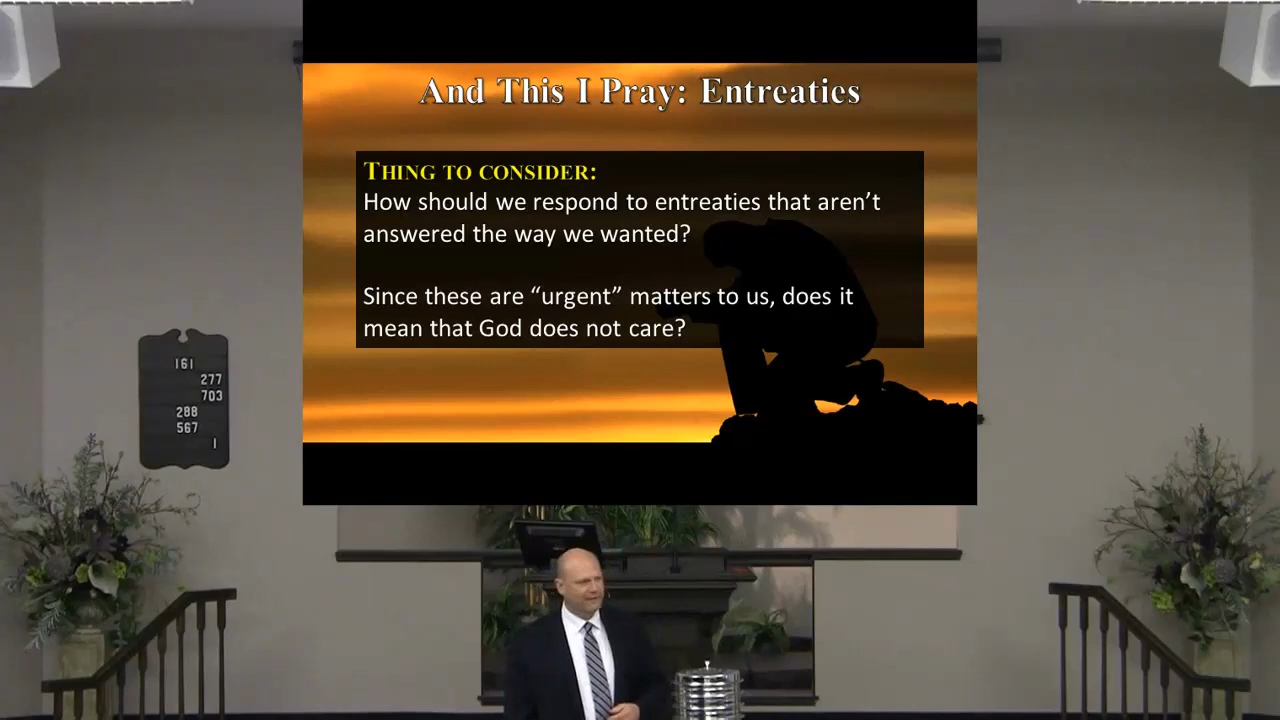 And This I Pray: Entreaties
THING TO CONSIDER:
How should we respond to entreaties that aren't
answered the way we wanted?
Since these are “urgent” matters to us, does it
mean that God does not care?
161
277
703
288
567
1